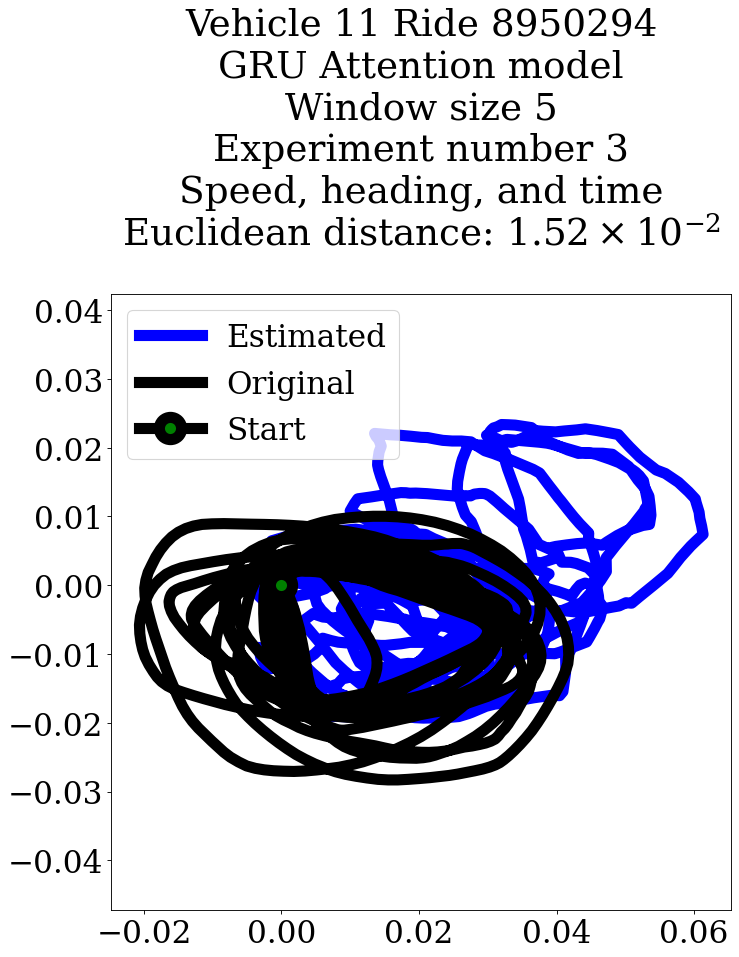 Vehicle 11 Ride 8950294
GRU Attention model
Window size 5
Experiment number 3
Speed, heading, and time
Euclidean distance: 1.52 × 10⁻²
Estimated
Original
Start
0.04
0.03
0.02
0.01
0.00
−0.01
−0.02
−0.03
−0.04
−0.02 0.00 0.02 0.04 0.06